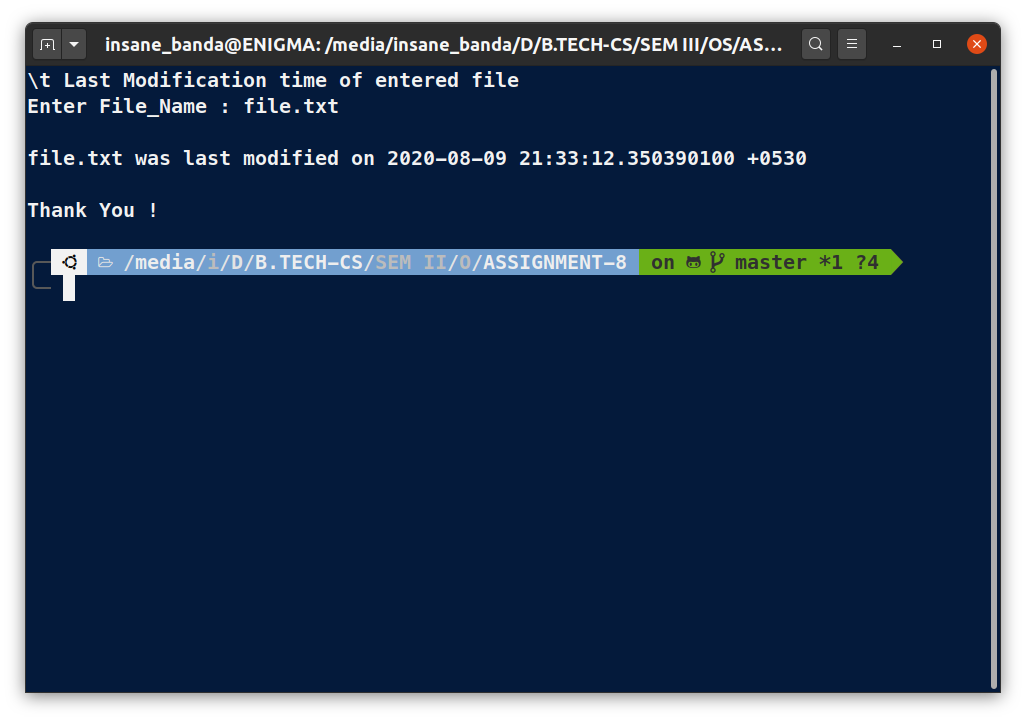 insane_banda@ENIGMA: /media/insane_banda/D/B.TECH-CS/SEM III/OS/AS...
\t Last Modification time of entered file
Enter File_Name : file.txt
file.txt was last modified on 2020-08-09 21:33:12.350390100 +0530
Thank You !
/media/i/D/B.TECH-CS/SEM II/O/ASSIGNMENT-8 on master *1 ?4